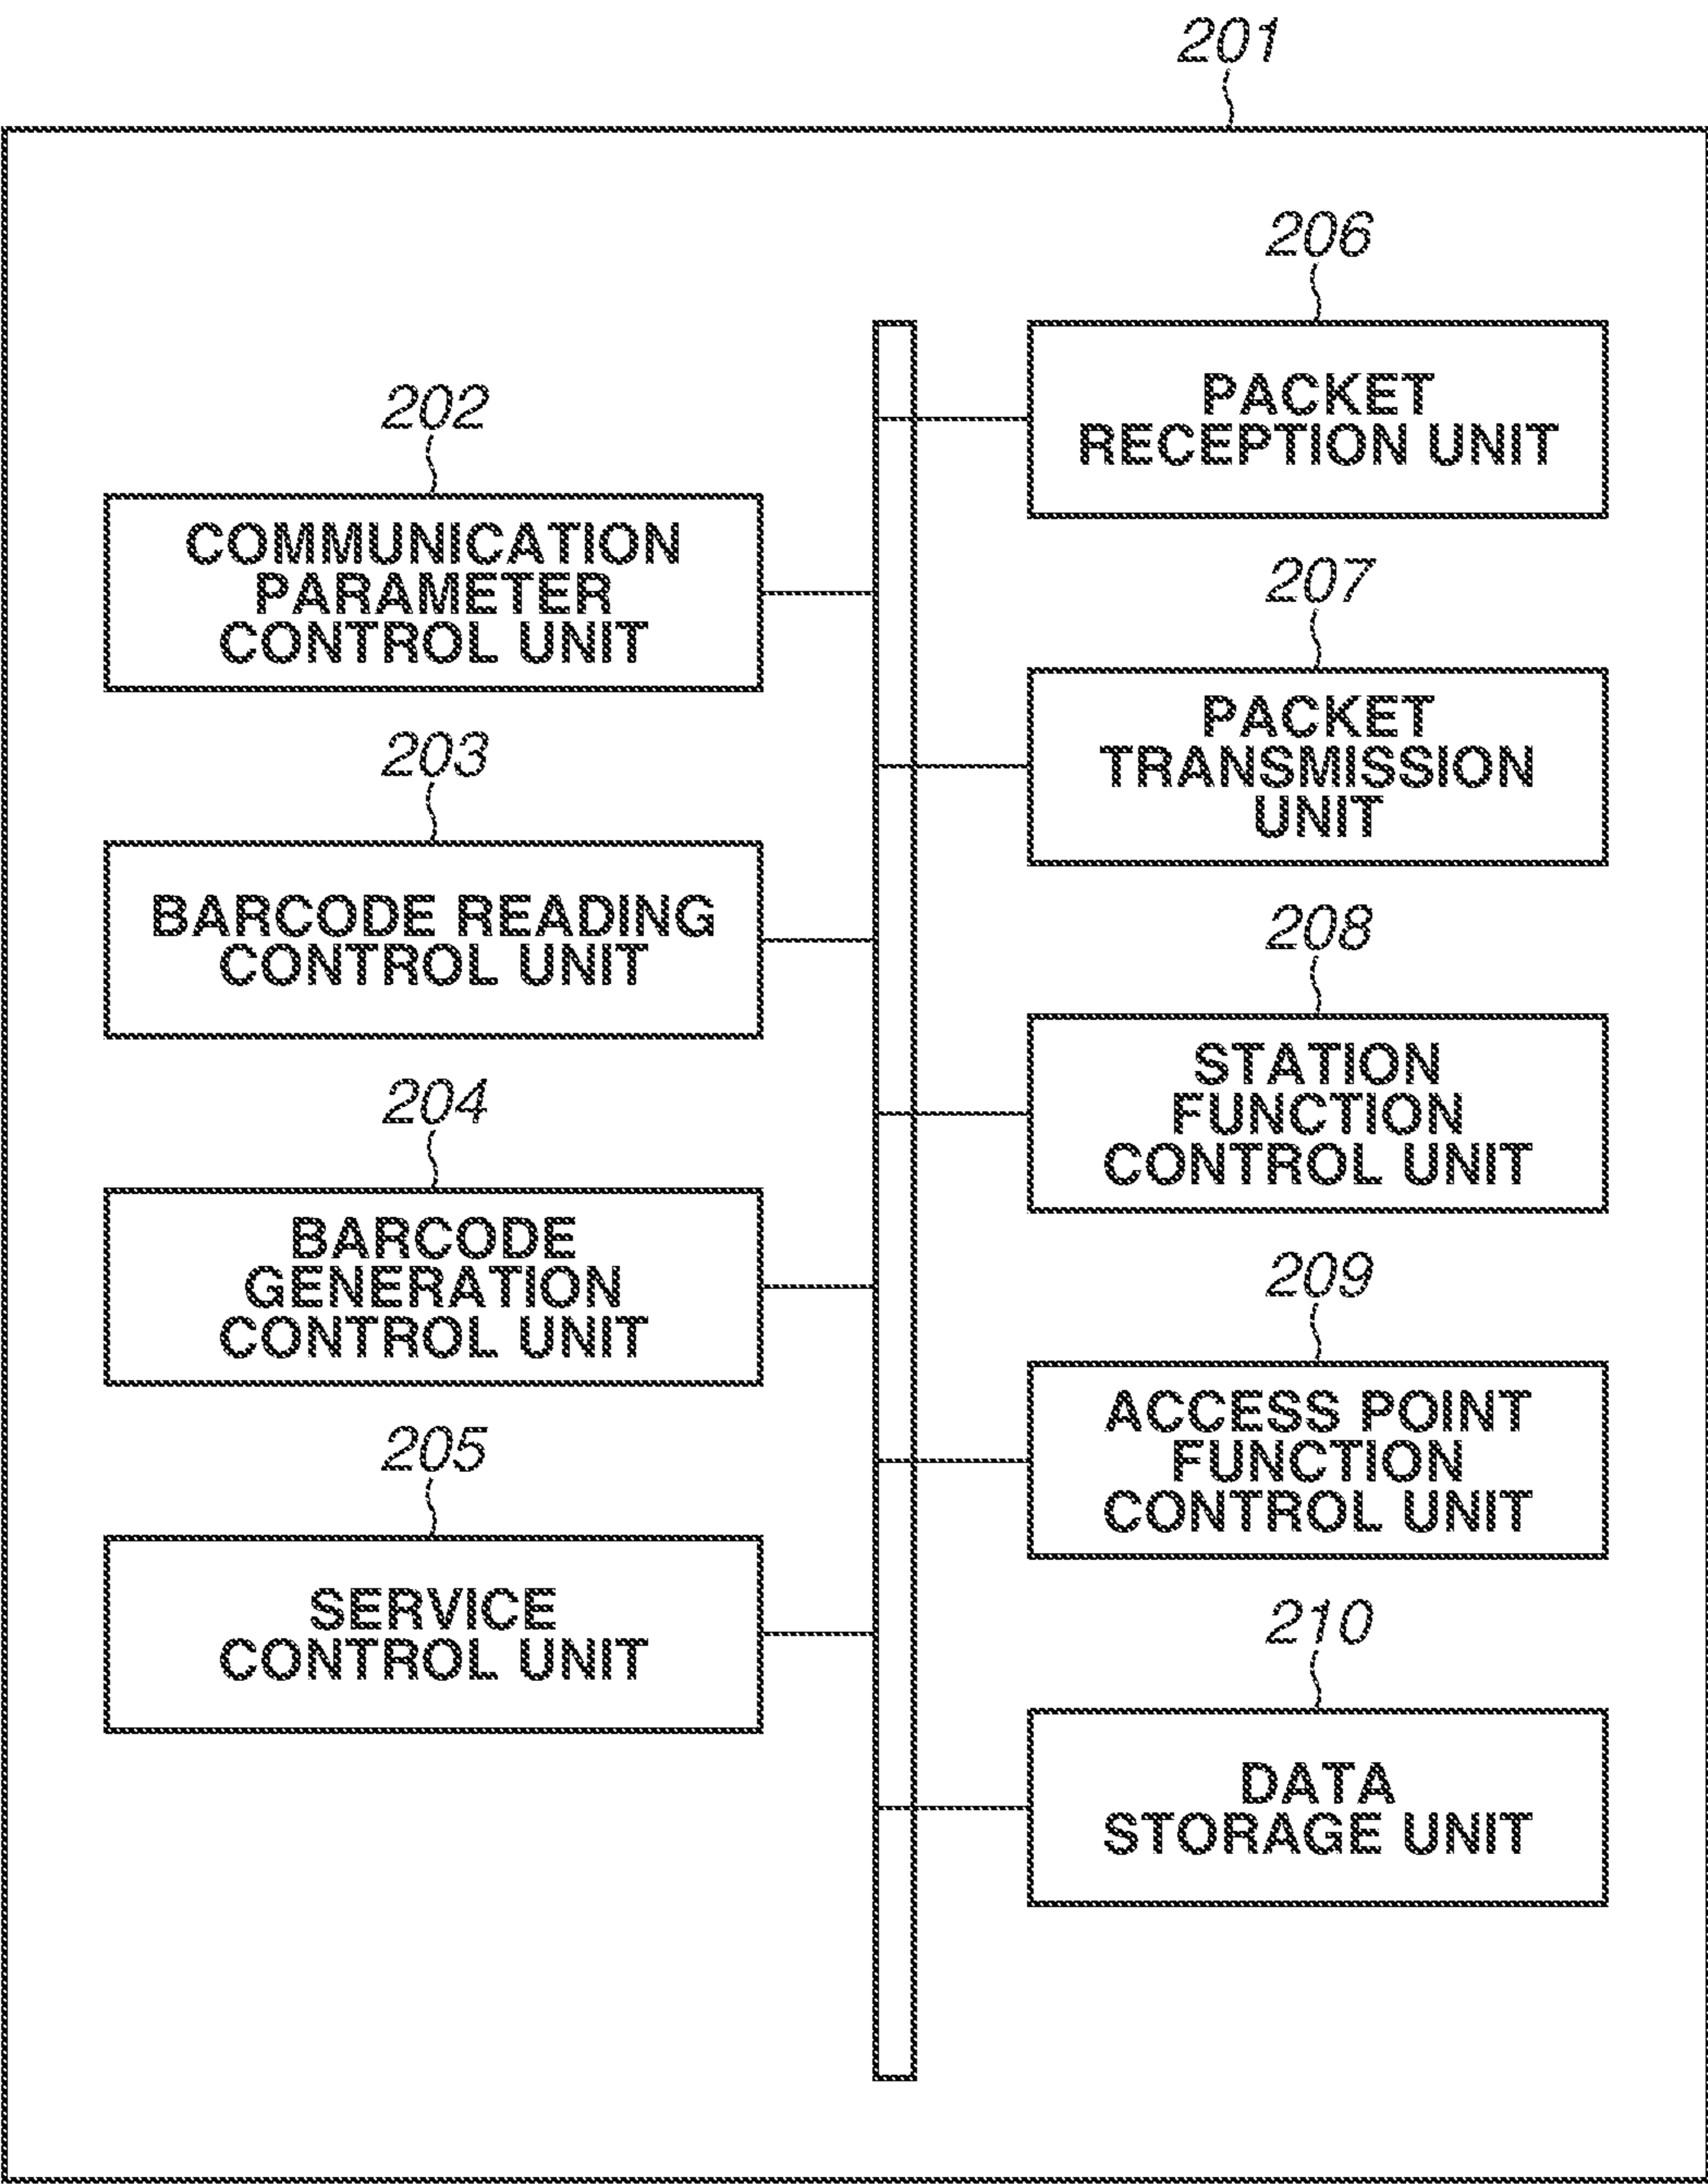 201
202
COMMUNICATION
PARAMETER
CONTROL UNIT
203
BARCODE READING
CONTROL UNIT
204
BARCODE
GENERATION
CONTROL UNIT
205
SERVICE
CONTROL UNIT
206
PACKET
RECEPTION UNIT
207
PACKET
TRANSMISSION
UNIT
208
STATION
FUNCTION
CONTROL UNIT
209
ACCESS POINT
FUNCTION
CONTROL UNIT
210
DATA
STORAGE UNIT